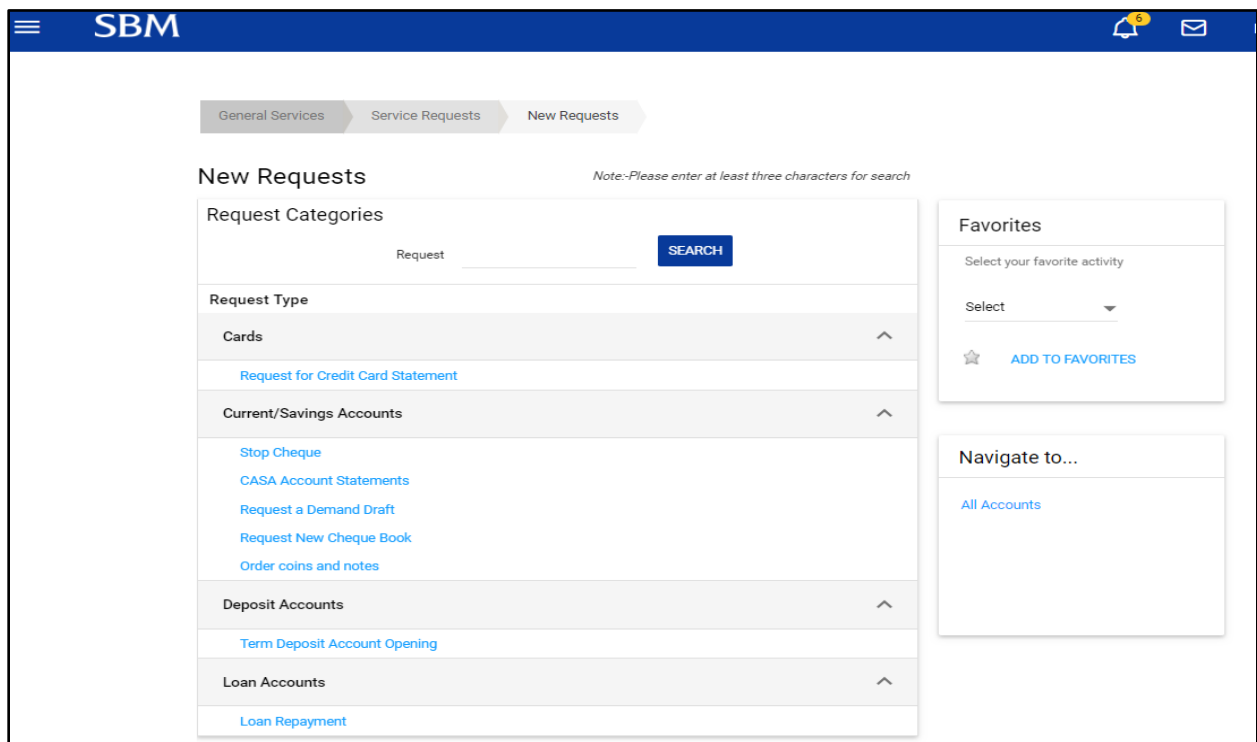 SBM
6
General Services Service Requests New Requests
New Requests
Note:-Please enter at least three characters for search
Request Categories
Request
SEARCH
Request Type
Cards
Request for Credit Card Statement
Current/Savings Accounts
Stop Cheque
CASA Account Statements
Request a Demand Draft
Request New Cheque Book
Order coins and notes
Deposit Accounts
Term Deposit Account Opening
Loan Accounts
Loan Repayment
Favorites
Select your favorite activity
Select
ADD TO FAVORITES
Navigate to...
All Accounts